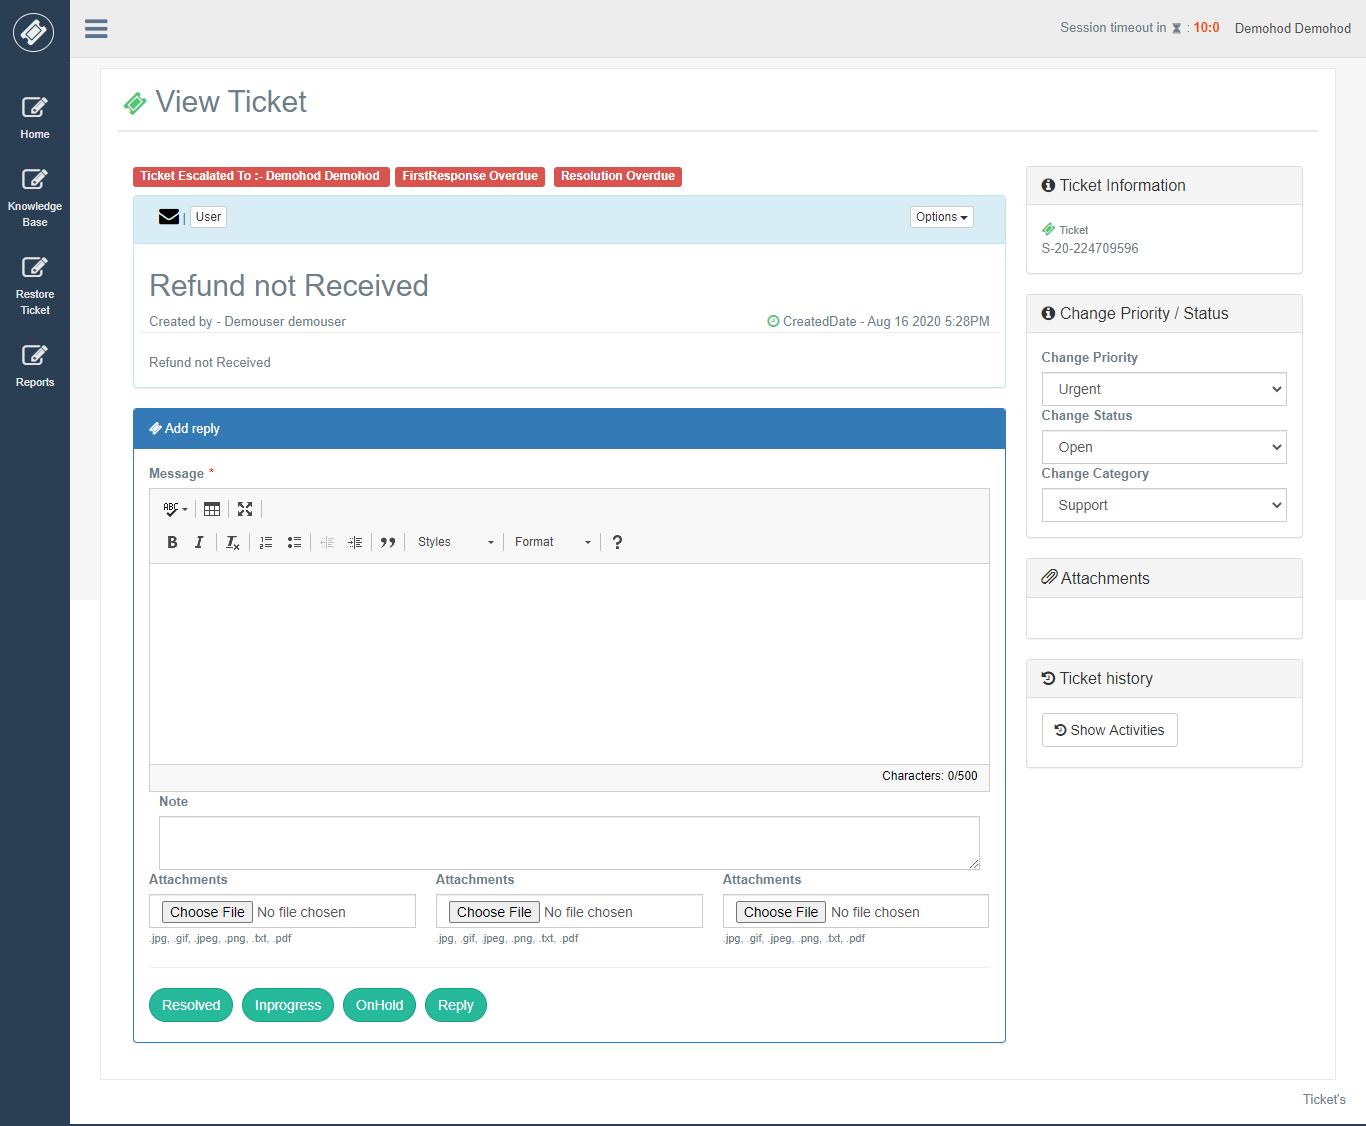 Session timeout in : 10:0 Demohod Demohod
Home
Knowledge
Base
Restore
Ticket
Reports
View Ticket
Ticket Escalated To :- Demohod Demohod FirstResponse Overdue Resolution Overdue
| User Options
Refund not Received
Created by - Demouser demouser CreatedDate - Aug 16 2020 5:28PM
Refund not Received
Add reply
Message *
ABC
B I Tx Styles Format ?
Characters: 0/500
Note
Attachments Attachments Attachments
Choose File No file chosen Choose File No file chosen Choose File No file chosen
.jpg, .gif, .jpeg, .png, .txt, .pdf .jpg, .gif, .jpeg, .png, .txt, .pdf .jpg, .gif, .jpeg, .png, .txt, .pdf
Resolved Inprogress OnHold Reply
Ticket Information
Ticket
S-20-224709596
Change Priority / Status
Change Priority
Urgent
Change Status
Open
Change Category
Support
Attachments
Ticket history
Show Activities
Ticket's